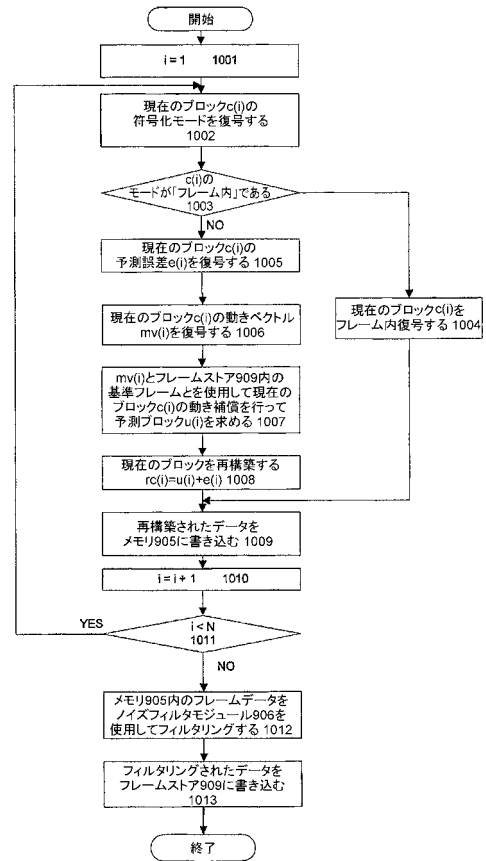 開始
i = 1 1001
現在のブロックc(i)の
符号化モードを復号する
1002
c(i)の
モードが「フレーム内」である
1003
NO
現在のブロックc(i)の
予測誤差e(i)を復号する 1005
現在のブロックc(i)を
フレーム内復号する 1004
現在のブロックc(i)の動きベクトル
mv(i)を復号する 1006
mv(i)とフレームストア909内の
基準フレームとを使用して現在の
ブロックc(i)の動き補償を行って
予測ブロックu(i)を求める 1007
現在のブロックを再構築する
rc(i)=u(i)+e(i) 1008
再構築されたデータを
メモリ905に書き込む 1009
i = i + 1 1010
YES
i < N
1011
NO
メモリ905内のフレームデータを
ノイズフィルタモジュール906を
使用してフィルタリングする 1012
フィルタリングされたデータを
フレームストア909に書き込む
1013
終了